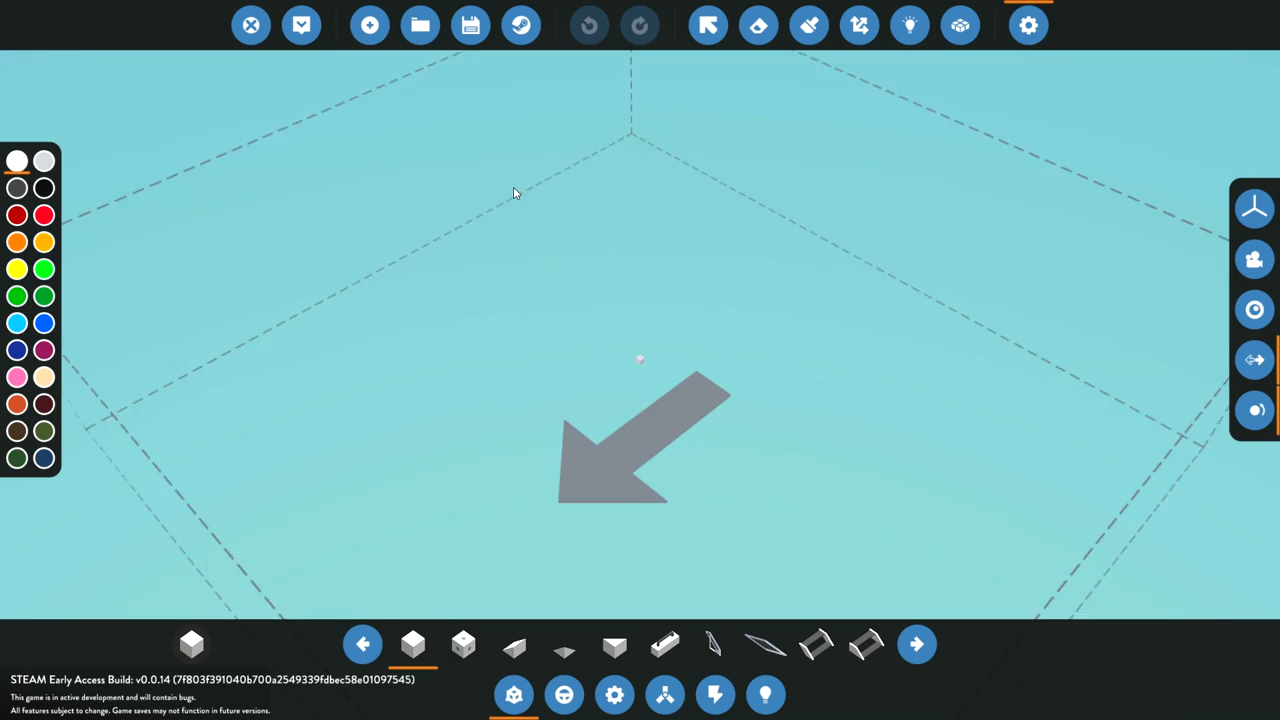 STEAM Early Access Build: v0.0.14 (7f803f391040b700a2549339fdbec58e01097545)
This game is in active development and will contain bugs.
All features subject to change. Game saves may not function in future versions.